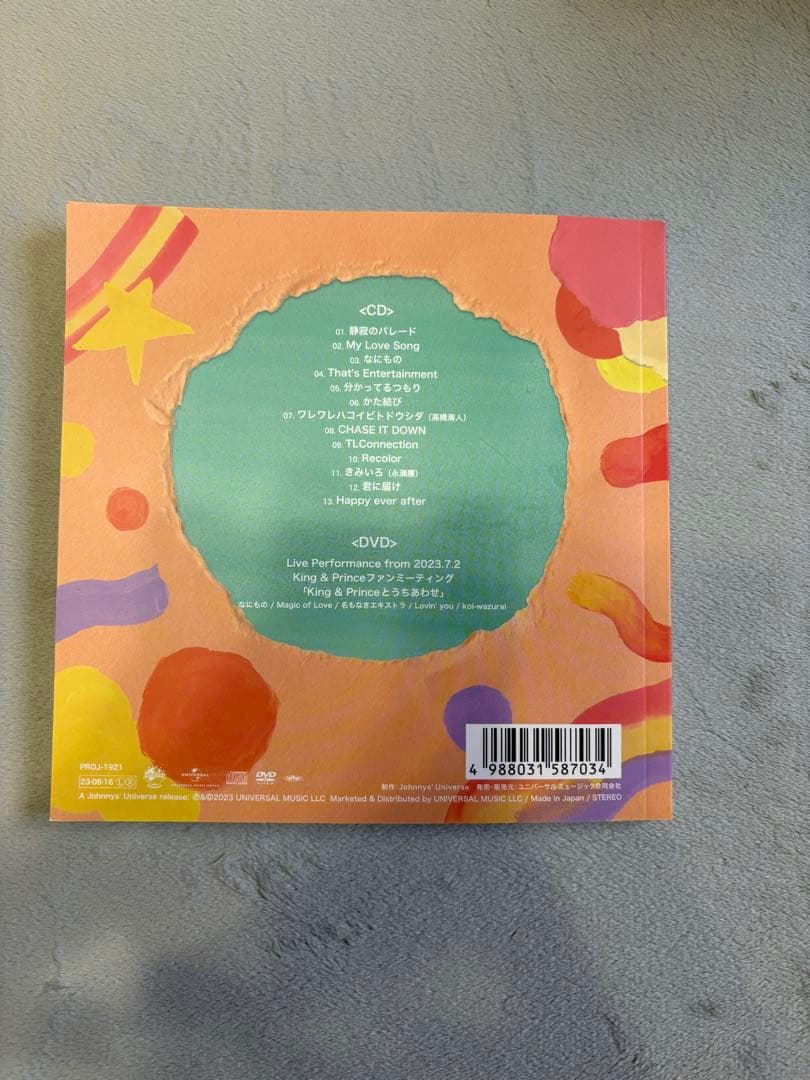 <CD>
01. 静寂のパレード
02. My Love Song
03. なにもの
04. That's Entertainment
05. 分かってるつもり
06. かた結び
07. ワレワレハコイビトドウシダ（髙橋海人）
08. CHASE IT DOWN
09. TLConnection
10. Recolor
11. きみいろ（永瀬廉）
12. 君に届け
13. Happy ever after
<DVD>
Live Performance from 2023.7.2
King & Princeファンミーティング
「King & Princeとうちあわせ」
なにもの / Magic of Love / 名もなきエキストラ / Lovin' you / koi-wazurai
4 988031 587034
PROJ-1921
23・08・16 L X
UNIVERSAL
DVD
制作：Johnnys' Universe 発売・販売元：ユニバーサル ミュージック合同会社
A Johnnys' Universe release: ℗&©2023 UNIVERSAL MUSIC LLC Marketed & Distributed by UNIVERSAL MUSIC LLC / Made in Japan / STEREO